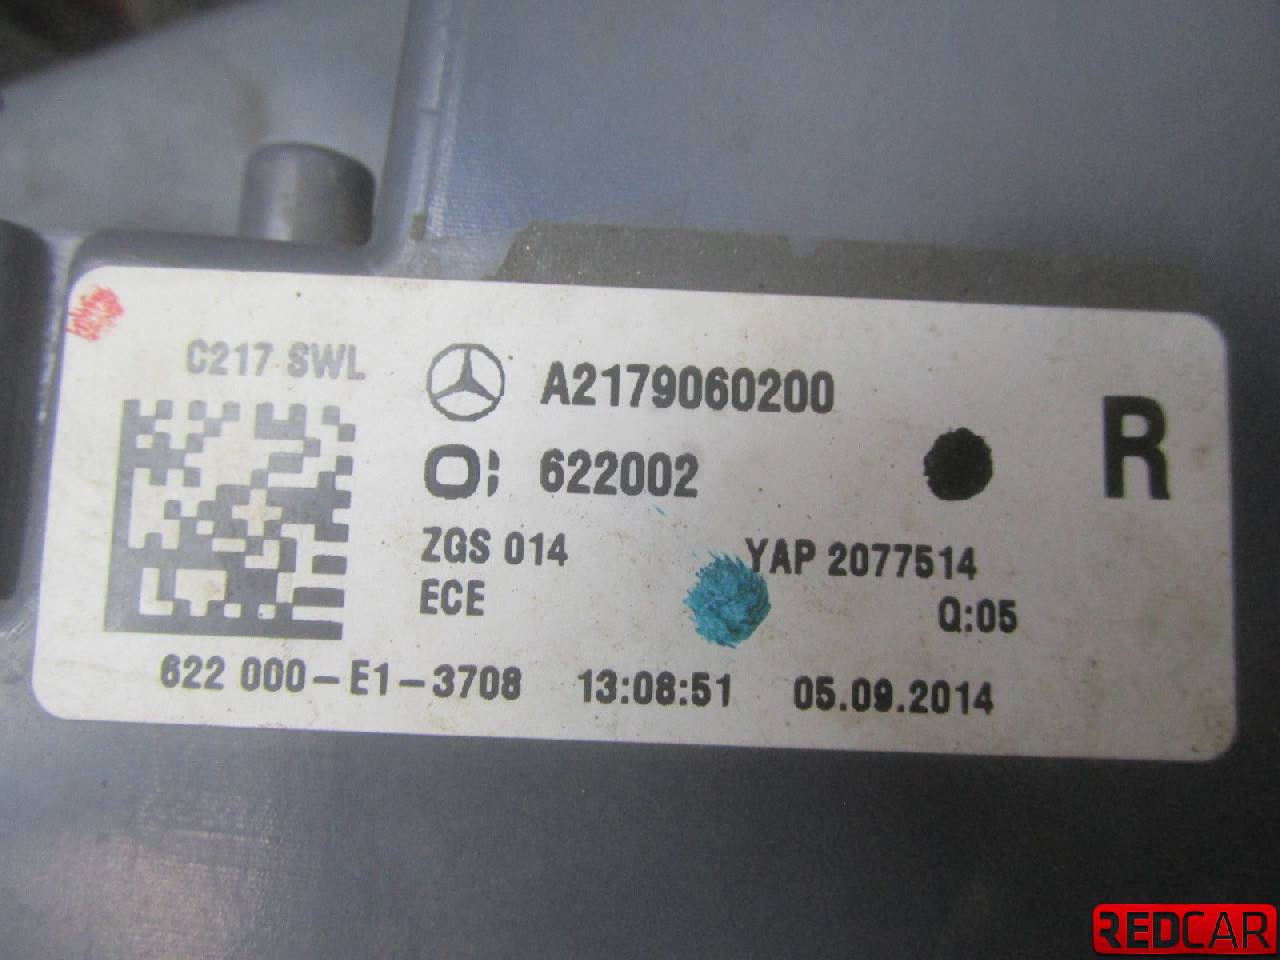 C217 SWL
A2179060200
622002
R
ZGS 014
YAP 2077514
ECE
Q:05
622 000-E1-3708 13:08:51 05.09.2014
REDCAR